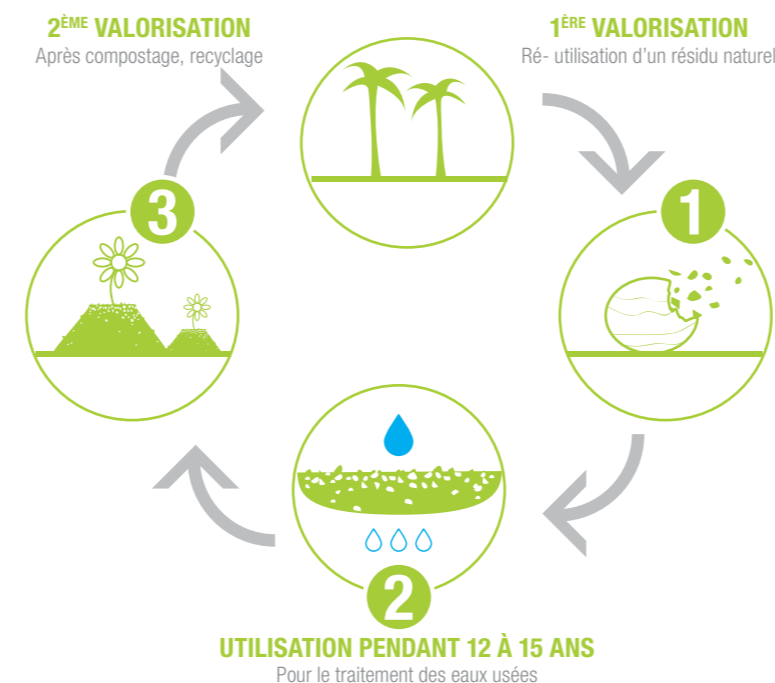 2ÈME VALORISATION
Après compostage, recyclage
1ÈRE VALORISATION
Ré- utilisation d'un résidu naturel
3
1
2
UTILISATION PENDANT 12 À 15 ANS
Pour le traitement des eaux usées